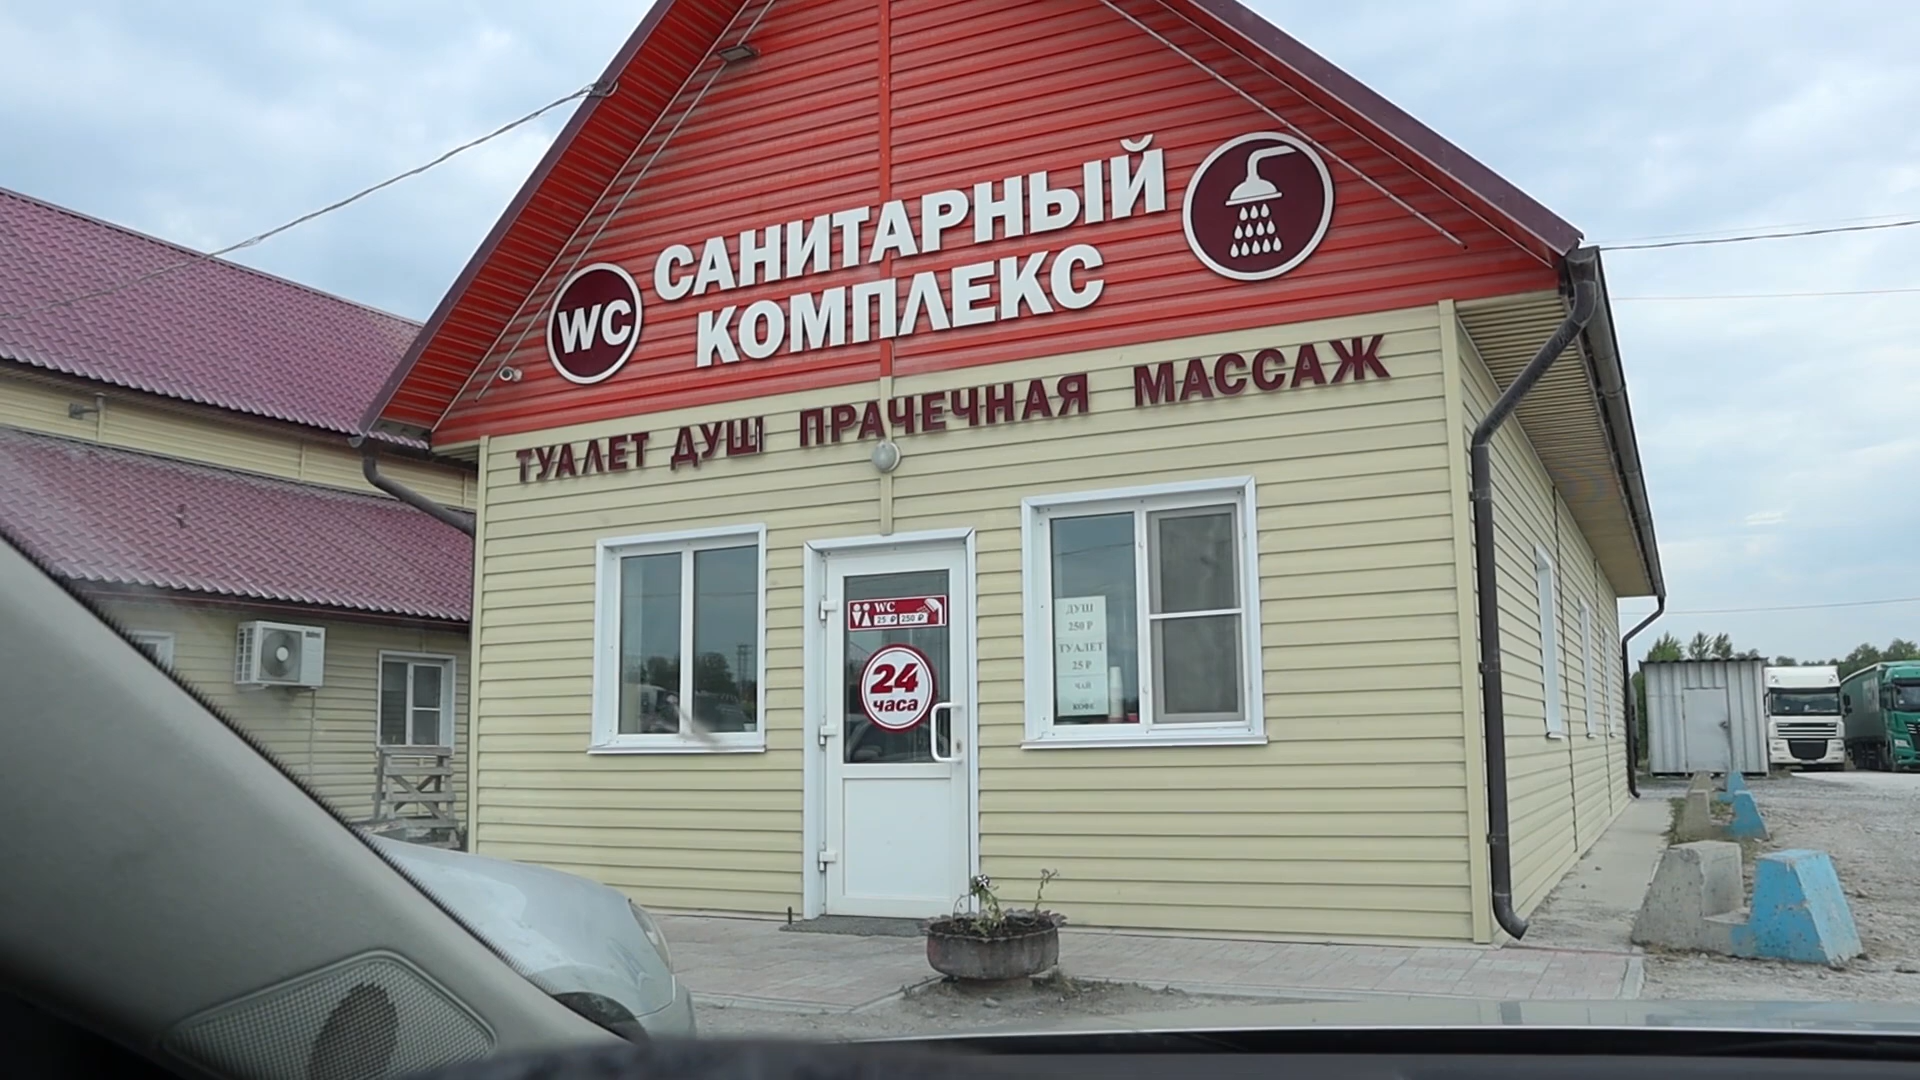 WC
САНИТАРНЫЙ
КОМПЛЕКС
ТУАЛЕТ ДУШ ПРАЧЕЧНАЯ МАССАЖ
WC
25 ₽ 250 ₽
24
часа
ДУШ
250 Р
ТУАЛЕТ
25 Р
ЧАЙ
КОФЕ